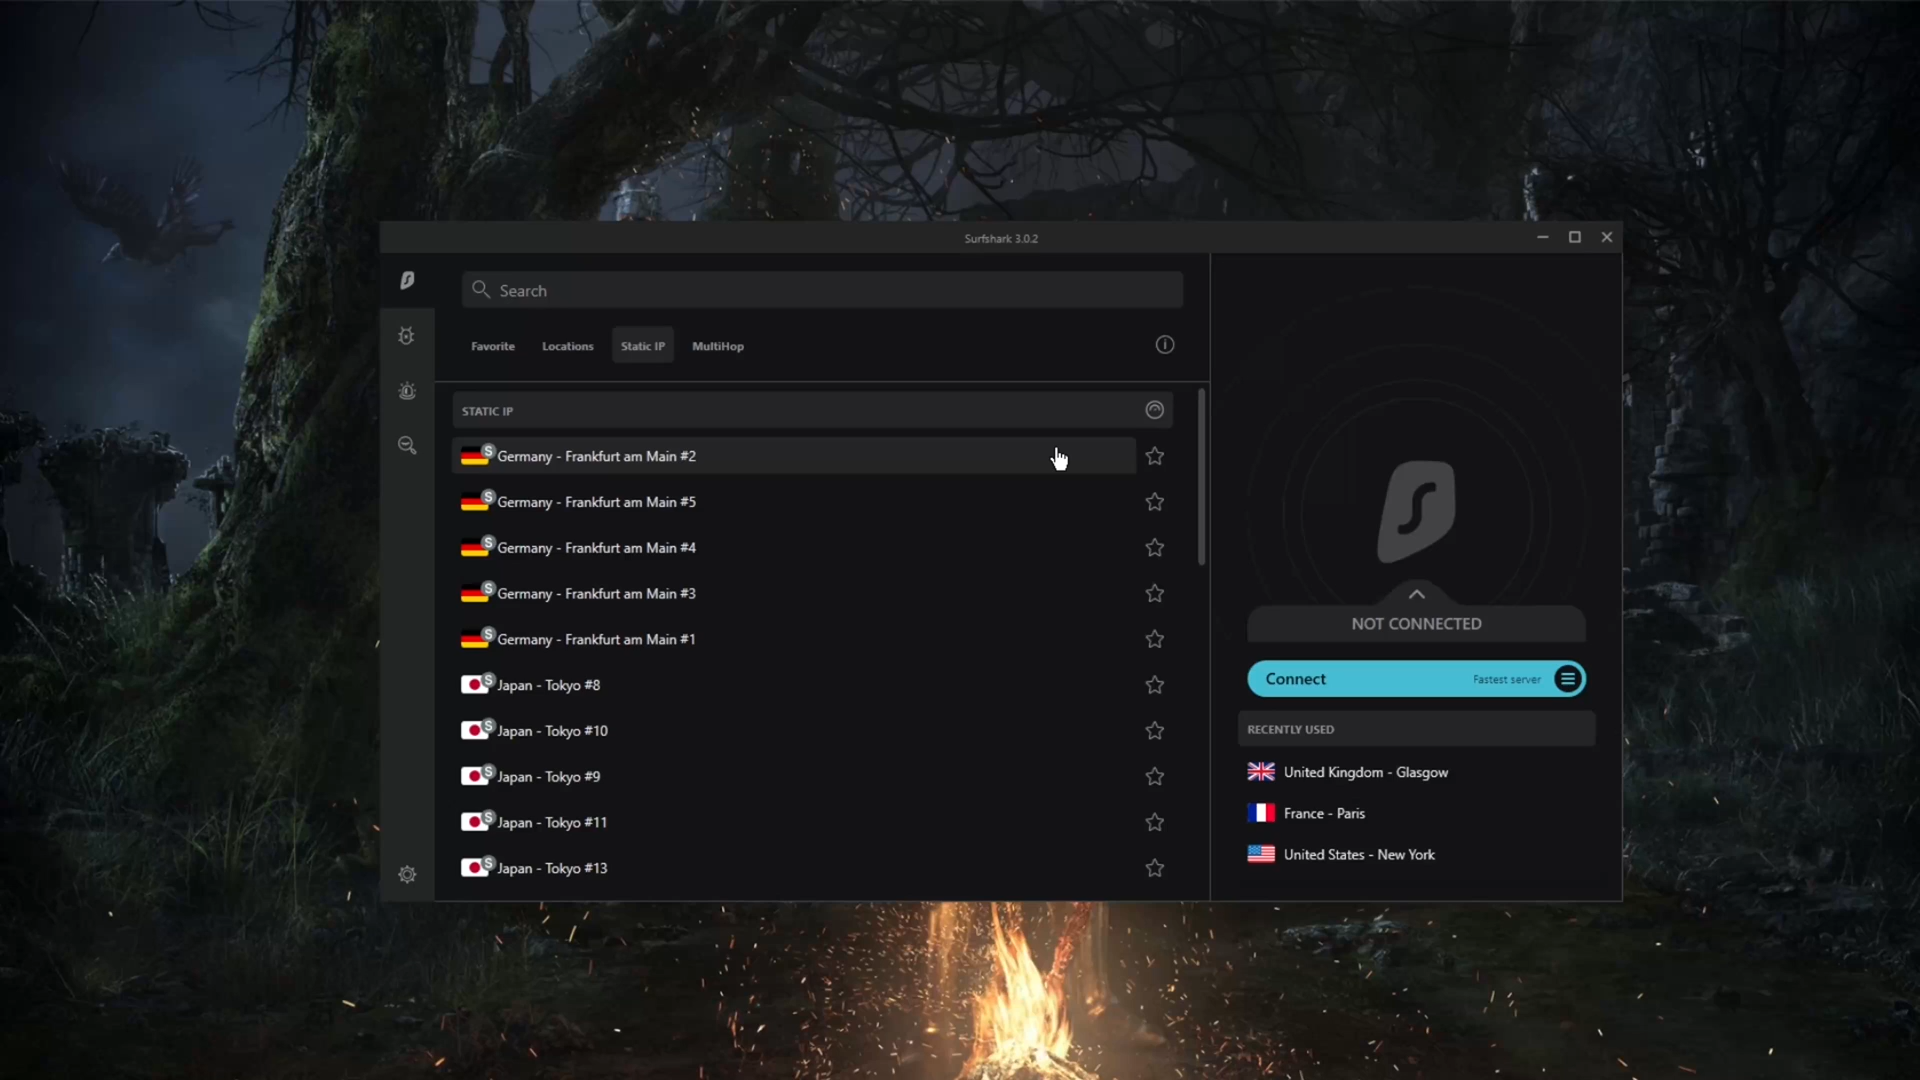 Surfshark 3.0.2
Search
Favorite
Locations
Static IP
MultiHop
STATIC IP
S Germany - Frankfurt am Main #2
S Germany - Frankfurt am Main #5
S Germany - Frankfurt am Main #4
S Germany - Frankfurt am Main #3
S Germany - Frankfurt am Main #1
S Japan - Tokyo #8
S Japan - Tokyo #10
S Japan - Tokyo #9
S Japan - Tokyo #11
S Japan - Tokyo #13
NOT CONNECTED
Connect Fastest server
RECENTLY USED
United Kingdom - Glasgow
France - Paris
United States - New York